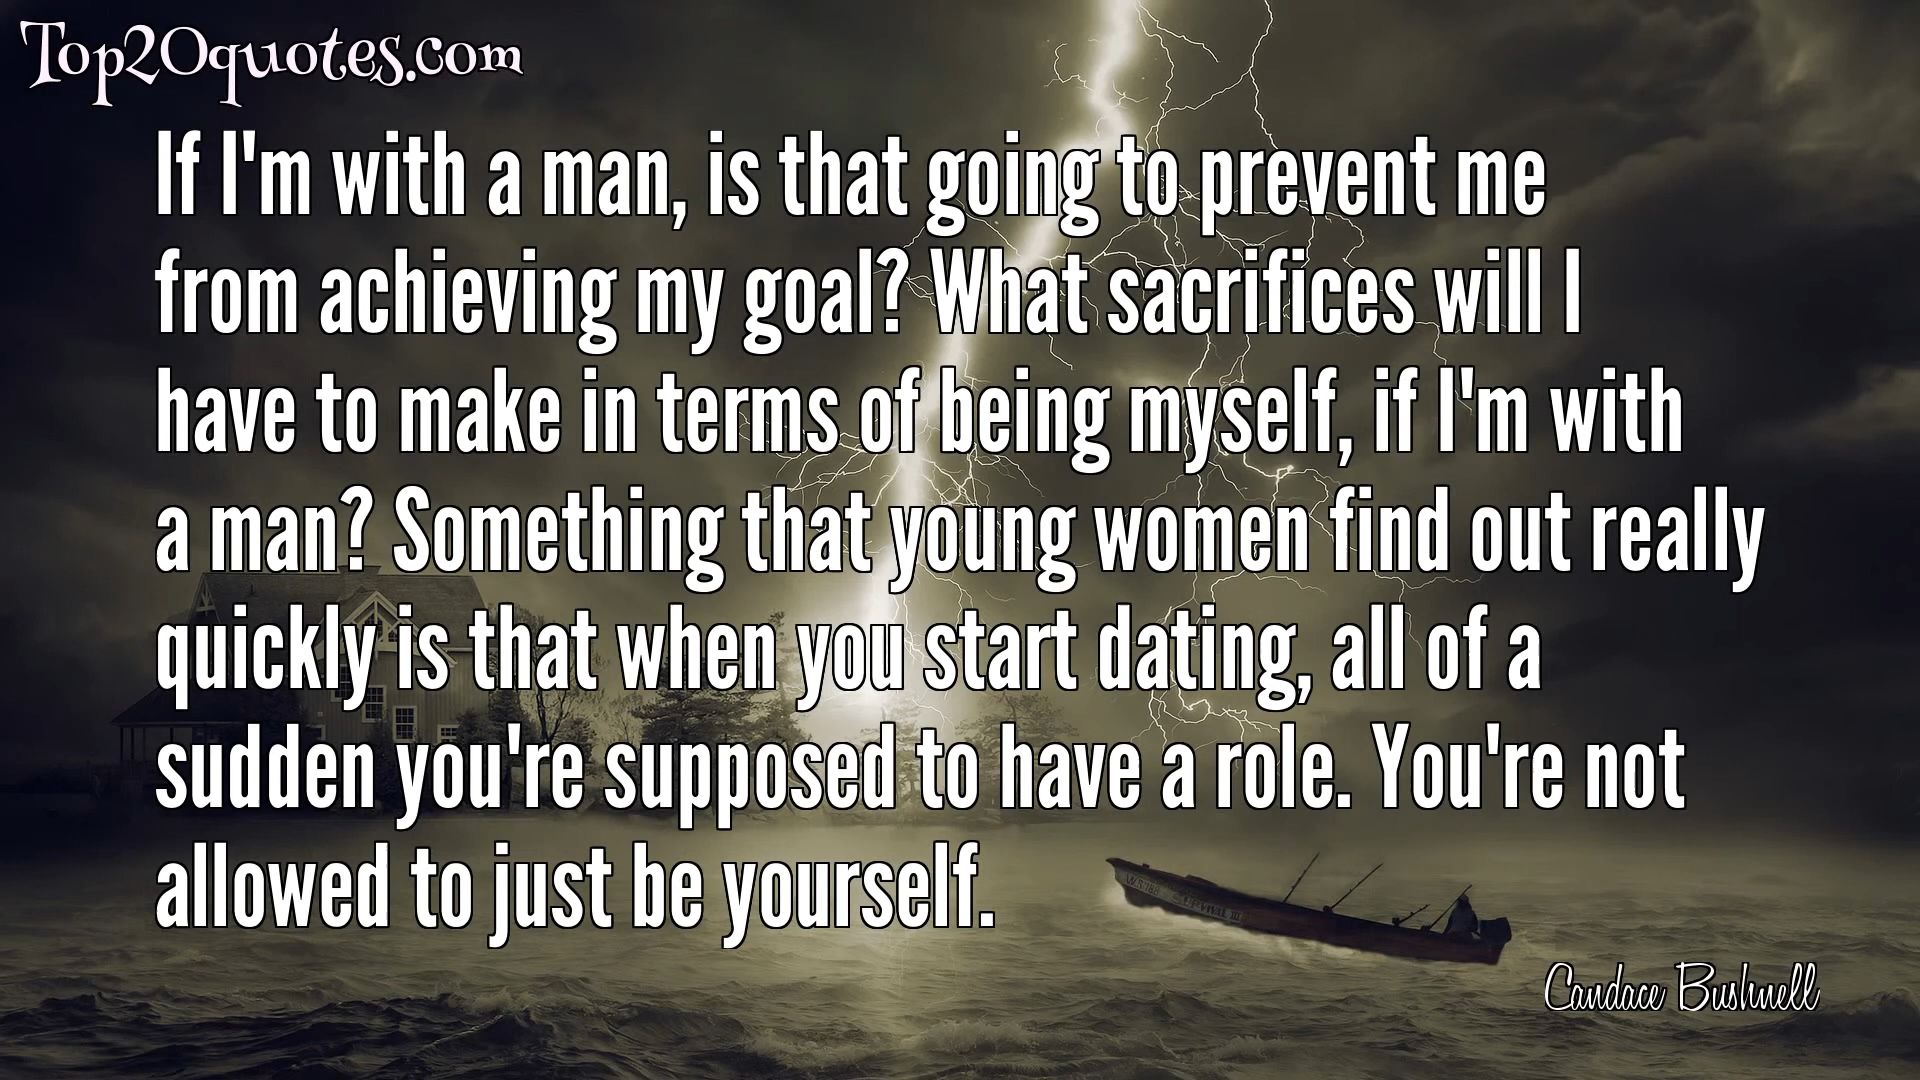 Top20quotes.com
If I'm with a man, is that going to prevent me
from achieving my goal? What sacrifices will I
have to make in terms of being myself, if I'm with
a man? Something that young women find out really
quickly is that when you start dating, all of a
sudden you're supposed to have a role. You're not
allowed to just be yourself.
Candace Bushnell